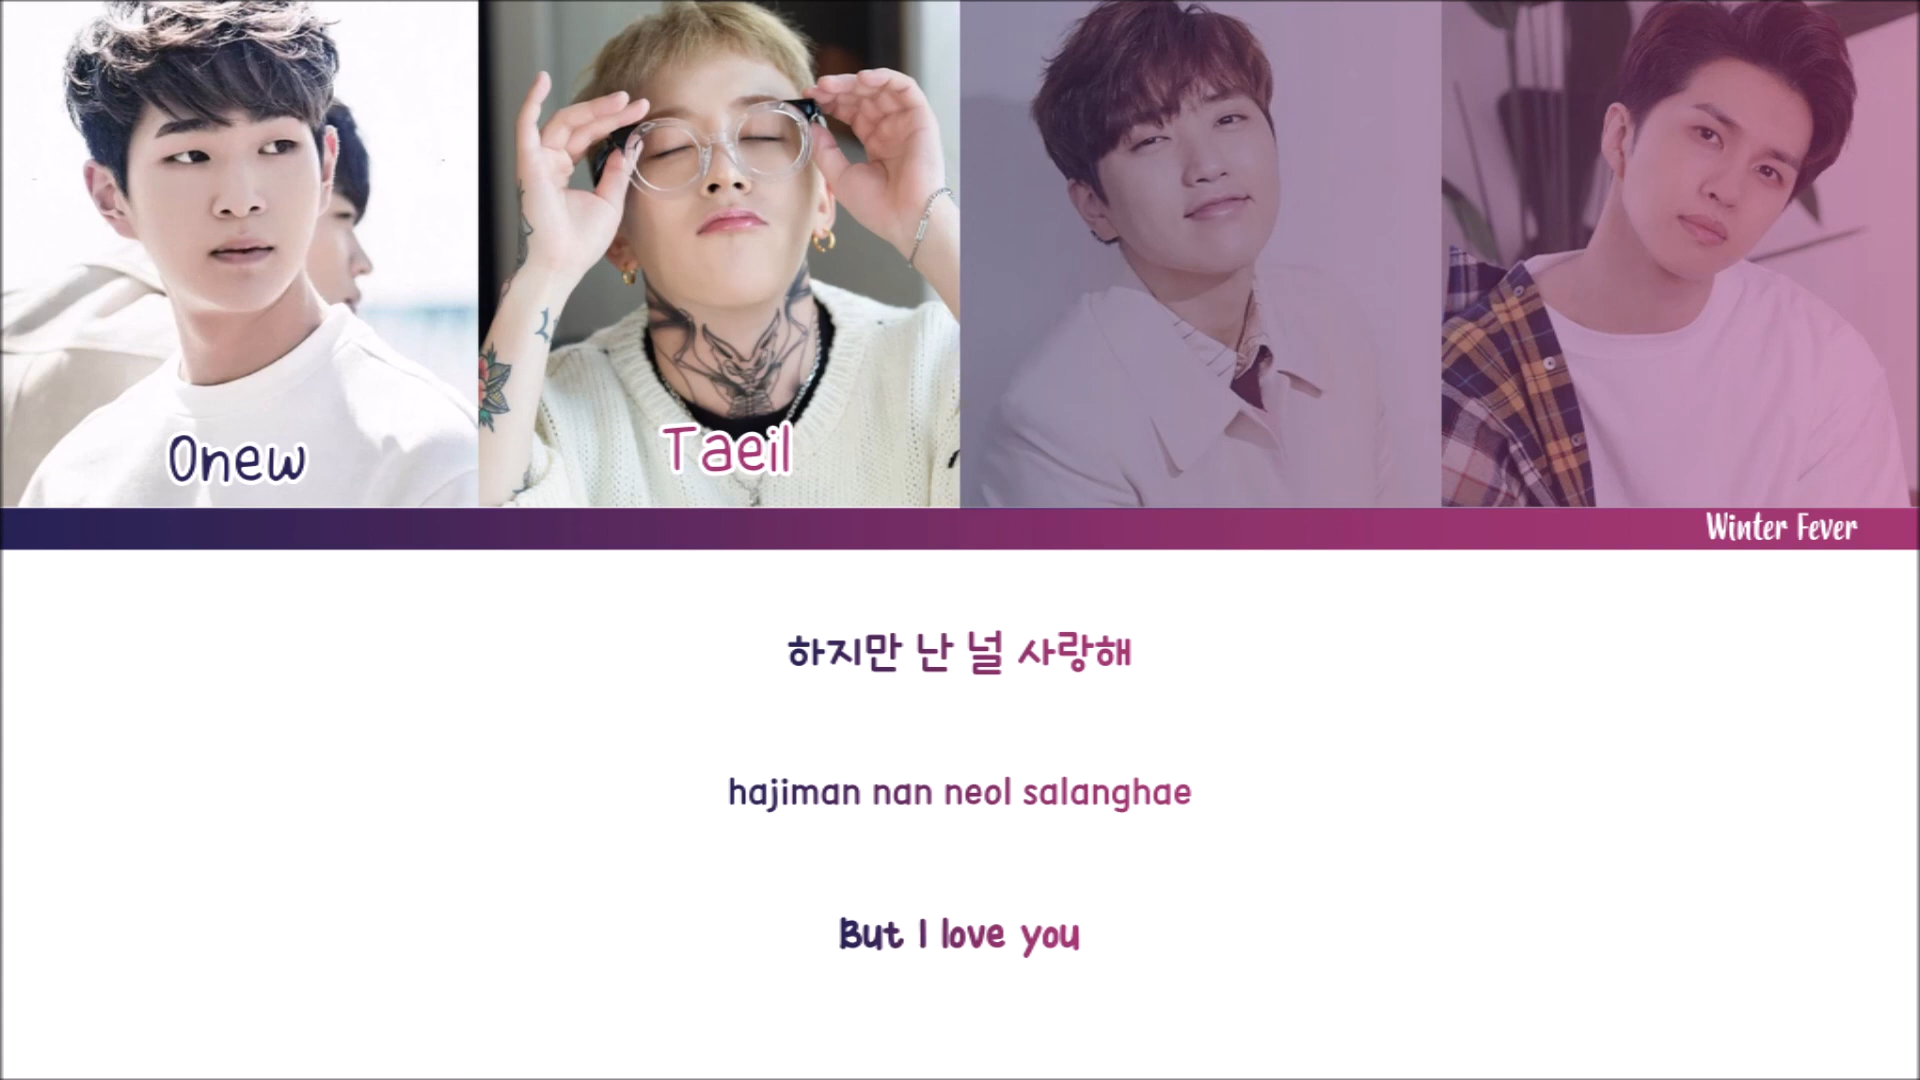 Onew
Taeil
Winter Fever
하지만 난 널 사랑해
hajiman nan neol salanghae
But I love you